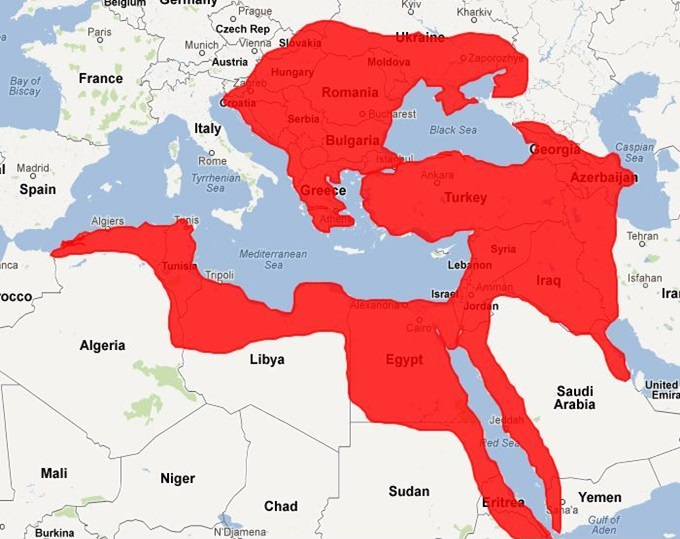 Belgium
Germany
Prague
Kyiv
Kharkiv
Paris
Czech Rep
Munich
Vienna
Slovakia
Ukraine
Austria
Zaporozhye
Bay of
Biscay
France
Hungary
Moldova
Zagreb
Croatia
Romania
Serbia
Bucharest
Italy
Black Sea
Bulgaria
Rome
Istanbul
Georgia
Caspian
Sea
Madrid
Spain
Tyrrhenian
Sea
Ankara
Azerbaijan
Greece
Turkey
Athens
Algiers
Tunis
Tehran
Mediterranean
Sea
Syria
Lebanon
Tunisia
Tripoli
Iraq
Isfahan
Israel
Amman
Iran
Alexandria
Jordan
Cairo
Algeria
Libya
Egypt
Saudi
Arabia
United
Jeddah
Red Sea
Mali
Niger
Sudan
Eritrea
Yemen
Sana'a
Chad
Gulf of
Aden
Burkina
N'Djamena